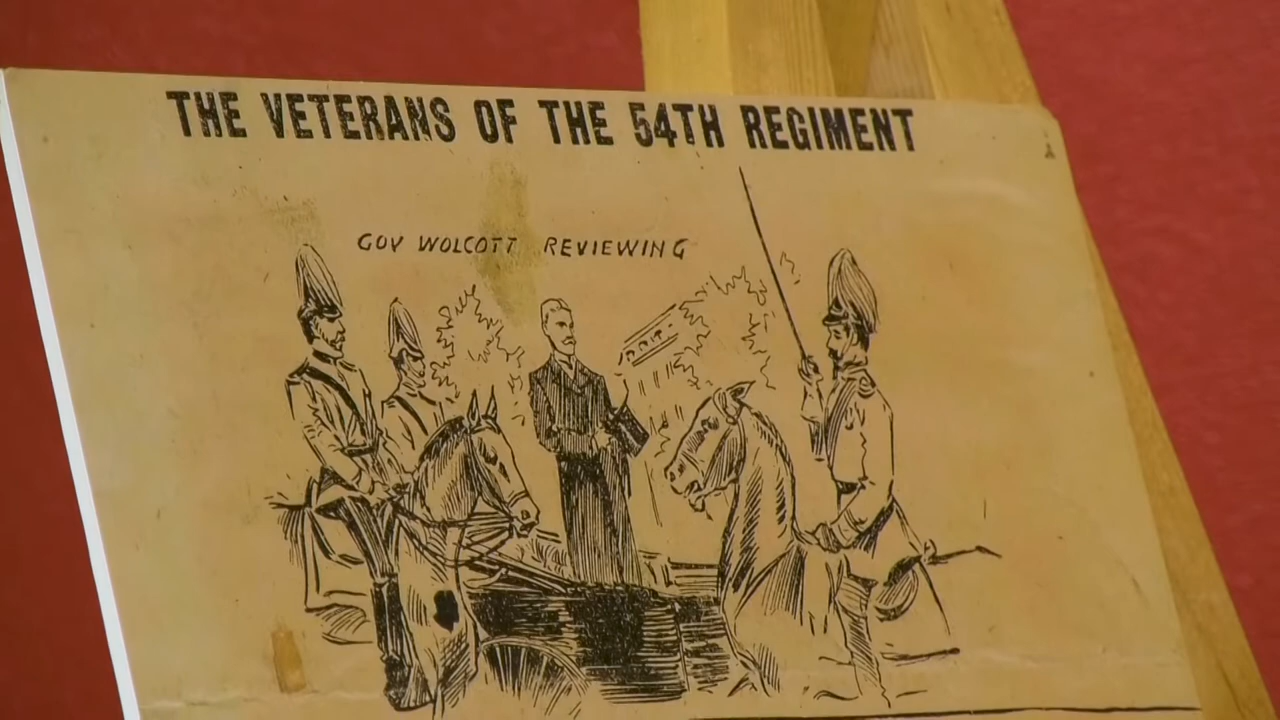 THE VETERANS OF THE 54TH REGIMENT
GOV WOLCOTT REVIEWING